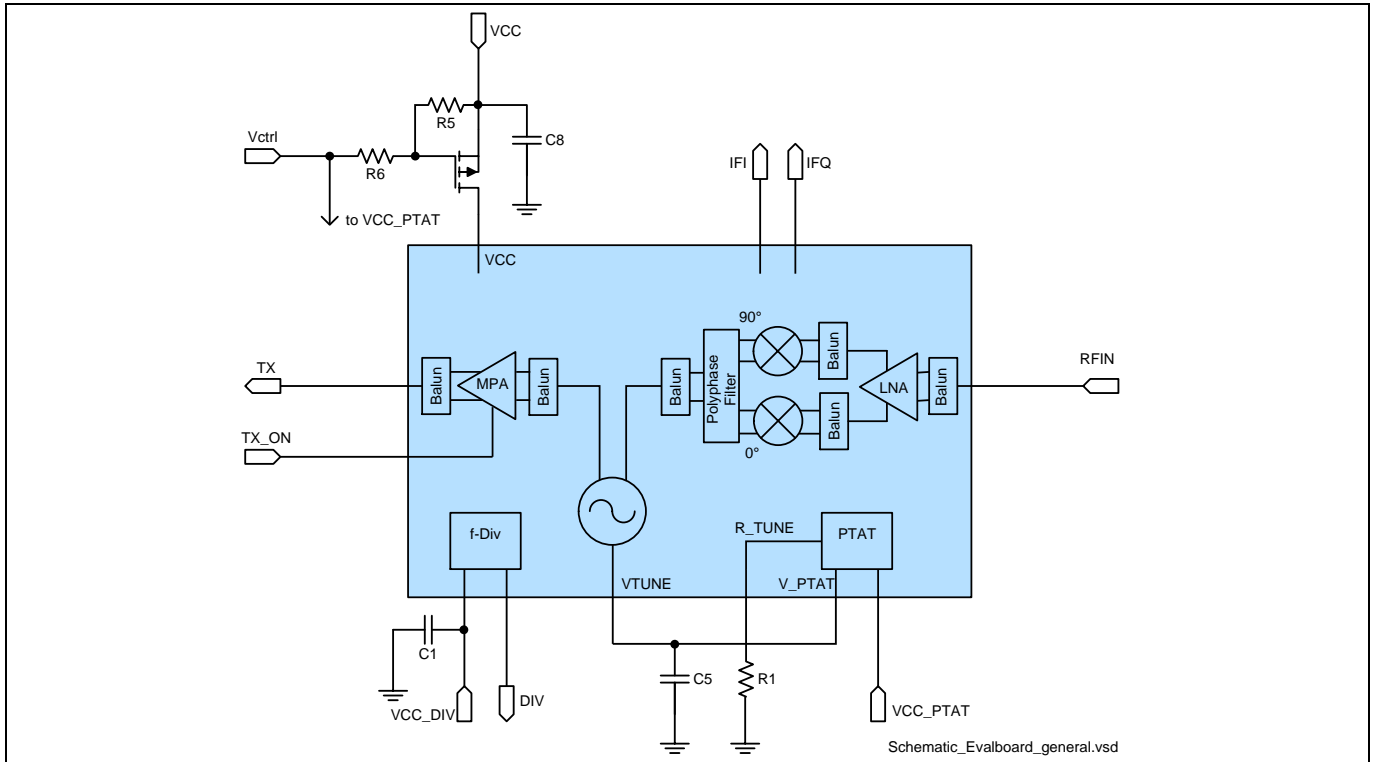 VCC
R5
C8
Vctrl
R6
to VCC_PTAT
IFI
IFQ
VCC
90°
Balun
Polyphase
Filter
Balun
LNA
Balun
RFIN
TX
Balun
MPA
Balun
Balun
0°
TX_ON
f-Div
R_TUNE
PTAT
VTUNE
V_PTAT
C1
VCC_DIV
DIV
C5
R1
VCC_PTAT
Schematic_Evalboard_general.vsd